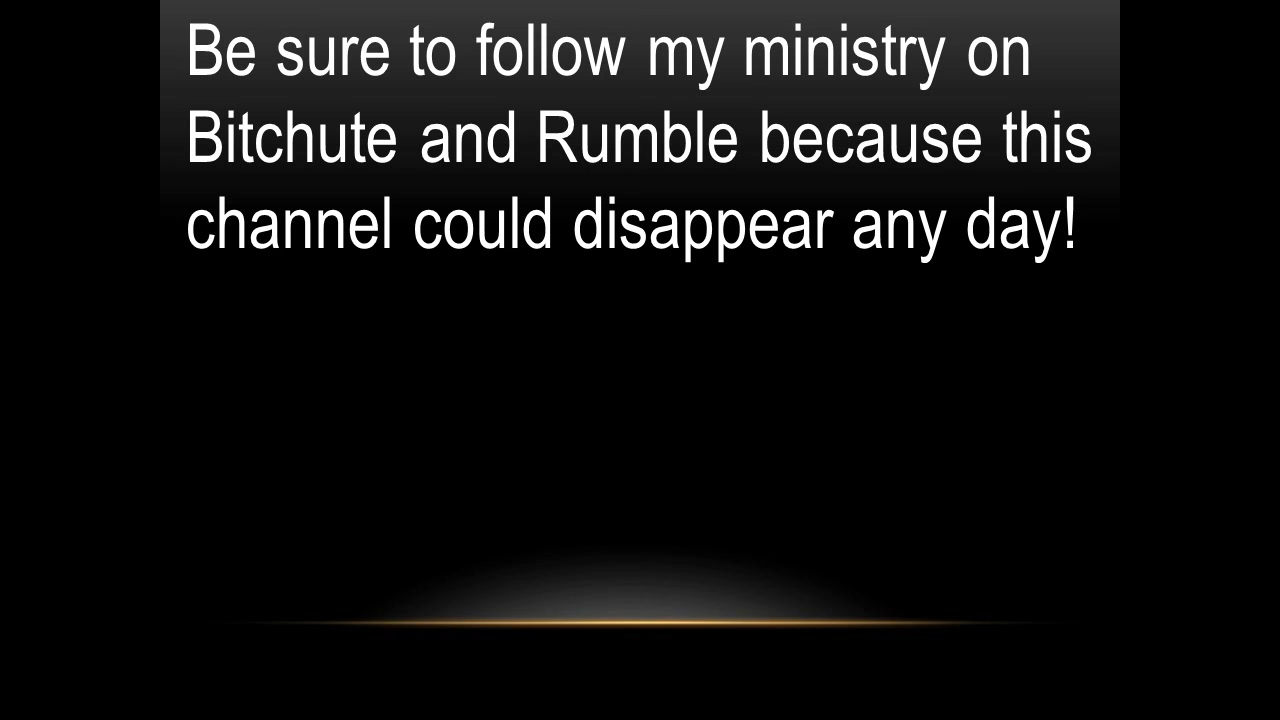 Be sure to follow my ministry on
Bitchute and Rumble because this
channel could disappear any day!